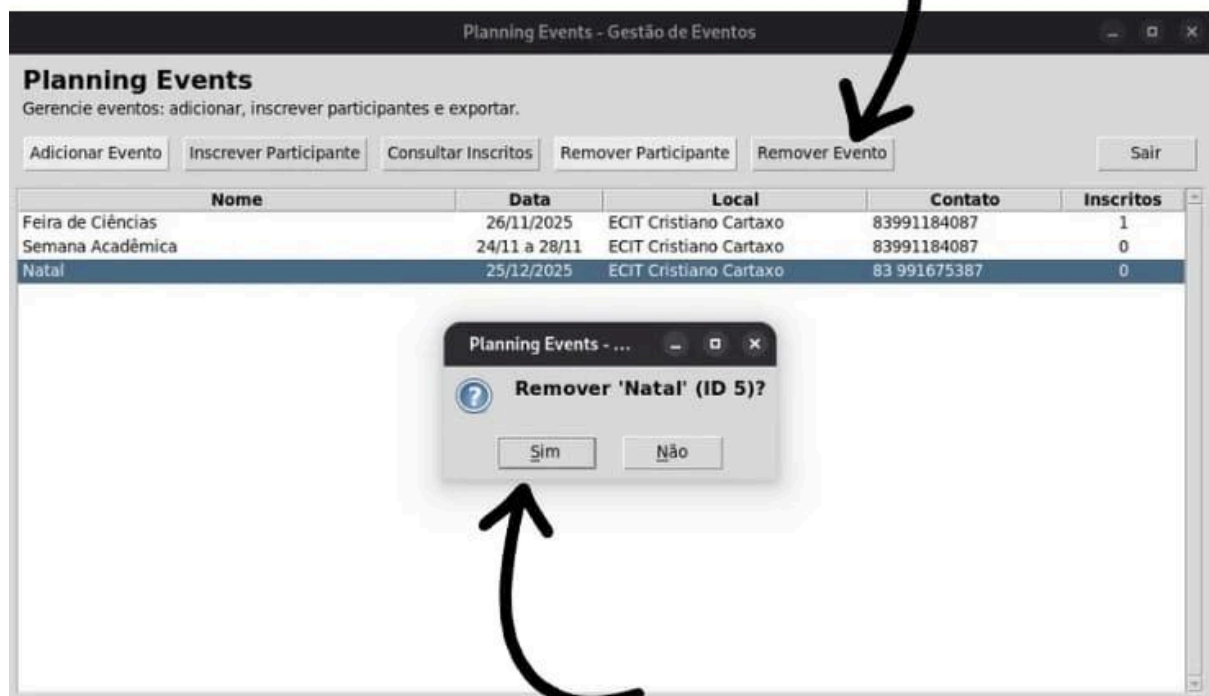 Planning Events - Gestão de Eventos
Planning Events
Gerencie eventos: adicionar, inscrever participantes e exportar.
Adicionar Evento Inscrever Participante Consultar Inscritos Remover Participante Remover Evento Sair
Nome Data Local Contato Inscritos
Feira de Ciências 26/11/2025 ECIT Cristiano Cartaxo 83991184087 1
Semana Acadêmica 24/11 a 28/11 ECIT Cristiano Cartaxo 83991184087 0
Natal 25/12/2025 ECIT Cristiano Cartaxo 83 991675387 0
Planning Events - ...
Remover 'Natal' (ID 5)?
Sim Não